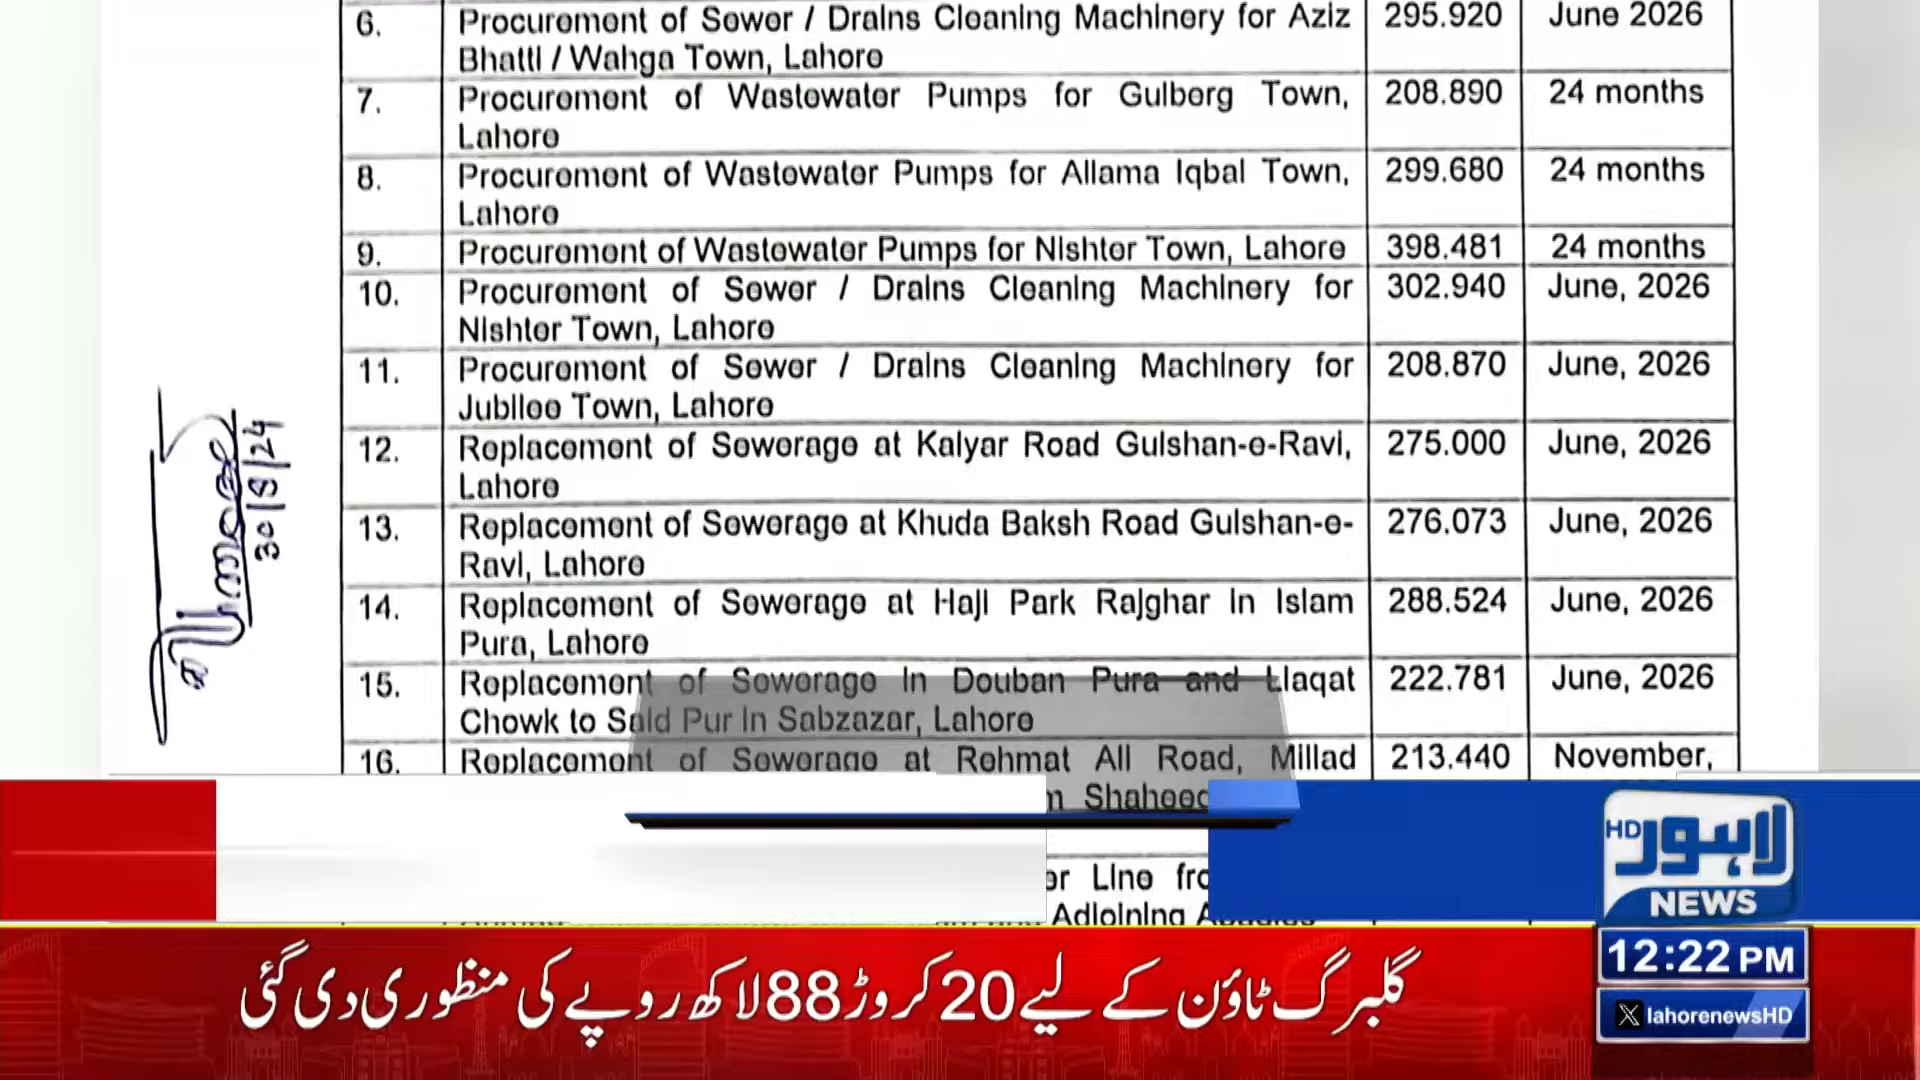 6. Procurement of Sewer / Drains Cleaning Machinery for Aziz 295.920 June 2026
Bhatti / Wahga Town, Lahore
7. Procurement of Wastewater Pumps for Gulberg Town, 208.890 24 months
Lahore
8. Procurement of Wastewater Pumps for Allama Iqbal Town, 299.680 24 months
Lahore
9. Procurement of Wastewater Pumps for Nishter Town, Lahore 398.481 24 months
10. Procurement of Sewer / Drains Cleaning Machinery for 302.940 June, 2026
Nishter Town, Lahore
11. Procurement of Sewer / Drains Cleaning Machinery for 208.870 June, 2026
Jubilee Town, Lahore
12. Replacement of Sewerage at Kalyar Road Gulshan-e-Ravi, 275.000 June, 2026
Lahore
13. Replacement of Sewerage at Khuda Baksh Road Gulshan-e- 276.073 June, 2026
Ravi, Lahore
14. Replacement of Sewerage at Haji Park Rajghar in Islam 288.524 June, 2026
Pura, Lahore
15. Replacement of Sewerage in Douban Pura and Liaqat 222.781 June, 2026
Chowk to Said Pur in Sabzazar, Lahore
16. Replacement of Sewerage at Rehmat Ali Road, Millad 213.440 November,
Shaheed
Line
Adjoining
30/8/24
HD لاہور
NEWS
12:22 PM
lahorenewsHD
گلبرگ ٹاؤن کے لیے 20 کروڑ 88 لاکھ روپے کی منظوری دی گئی